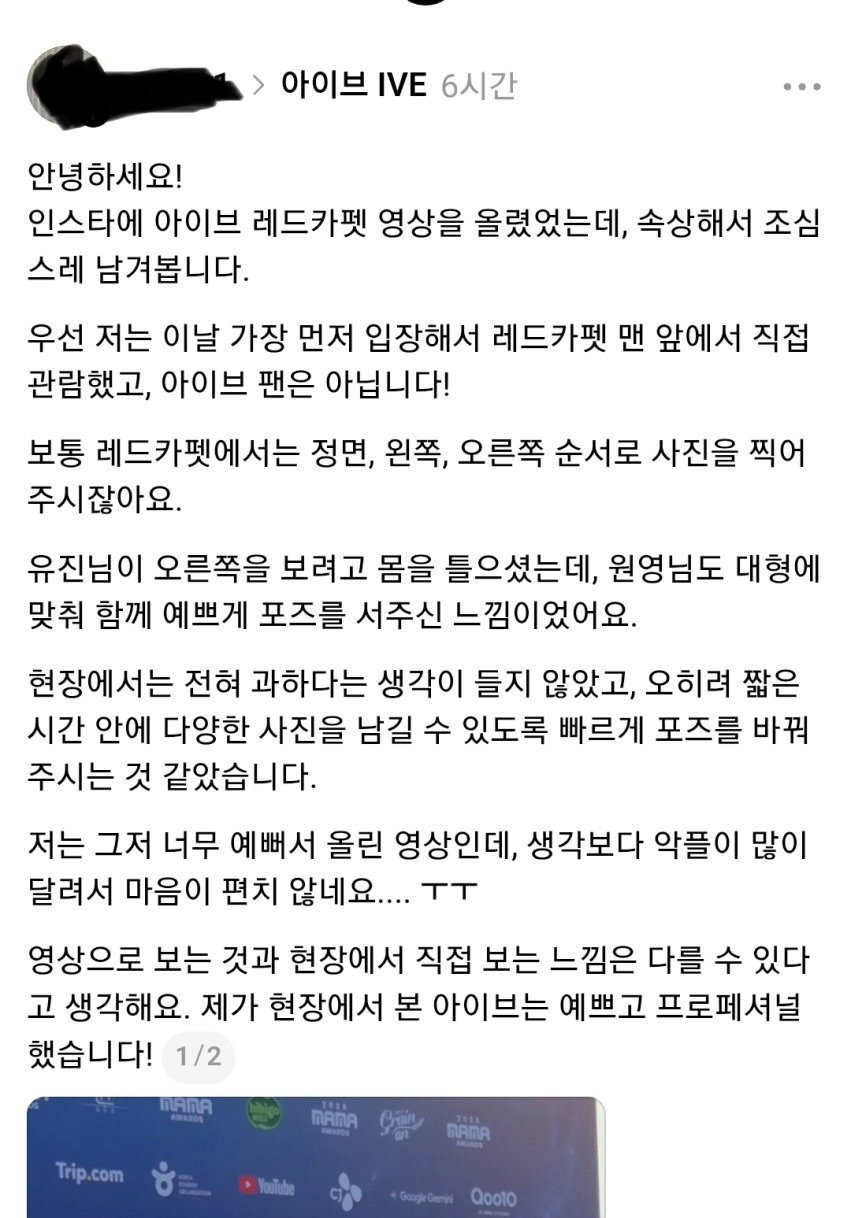 아이브 IVE 6시간
안녕하세요!
인스타에 아이브 레드카펫 영상을 올렸었는데, 속상해서 조심
스레 남겨봅니다.
우선 저는 이날 가장 먼저 입장해서 레드카펫 맨 앞에서 직접
관람했고, 아이브 팬은 아닙니다!
보통 레드카펫에서는 정면, 왼쪽, 오른쪽 순서로 사진을 찍어
주시잖아요.
유진님이 오른쪽을 보려고 몸을 틀으셨는데, 원영님도 대형에
맞춰 함께 예쁘게 포즈를 서주신 느낌이었어요.
현장에서는 전혀 과하다는 생각이 들지 않았고, 오히려 짧은
시간 안에 다양한 사진을 남길 수 있도록 빠르게 포즈를 바꿔
주시는 것 같았습니다.
저는 그저 너무 예뻐서 올린 영상인데, 생각보다 악플이 많이
달려서 마음이 편치 않네요.... ㅜㅜ
영상으로 보는 것과 현장에서 직접 보는 느낌은 다를 수 있다
고 생각해요. 제가 현장에서 본 아이브는 예쁘고 프로페셔널
했습니다! 1/2
MAMA
AWARDS
bibigo
MAMA
AWARDS
MAMA
AWARDS
Trip.com
YouTube
CJ
Google Gemini
Qoo10